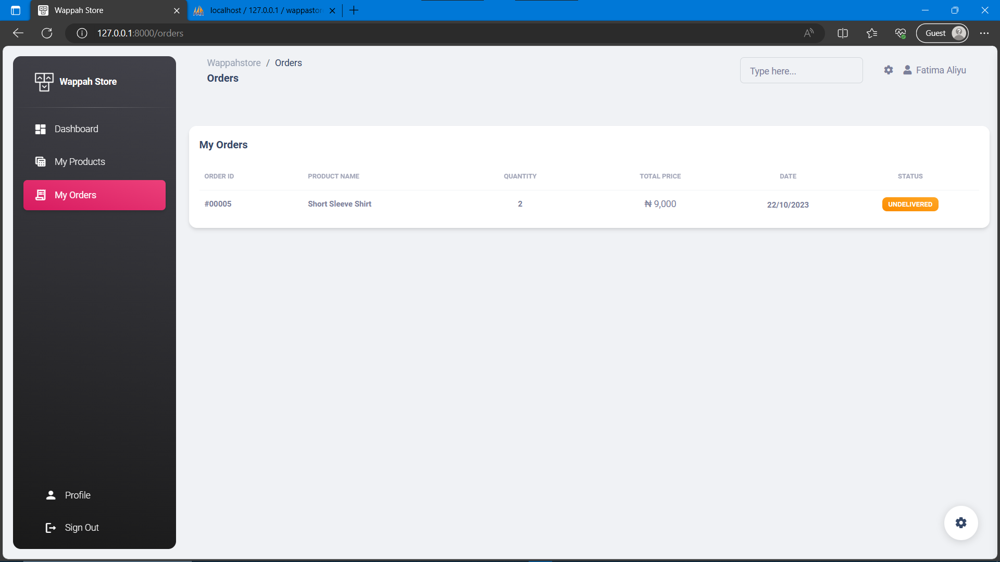 Wappah Store
localhost / 127.0.0.1 / wappastor
127.0.0.1:8000/orders
Guest
Wappah Store
Dashboard
My Products
My Orders
Profile
Sign Out
Wappahstore / Orders
Orders
Type here...
Fatima Aliyu
My Orders
ORDER ID PRODUCT NAME QUANTITY TOTAL PRICE DATE STATUS
#00005 Short Sleeve Shirt 2 ₦ 9,000 22/10/2023 UNDELIVERED